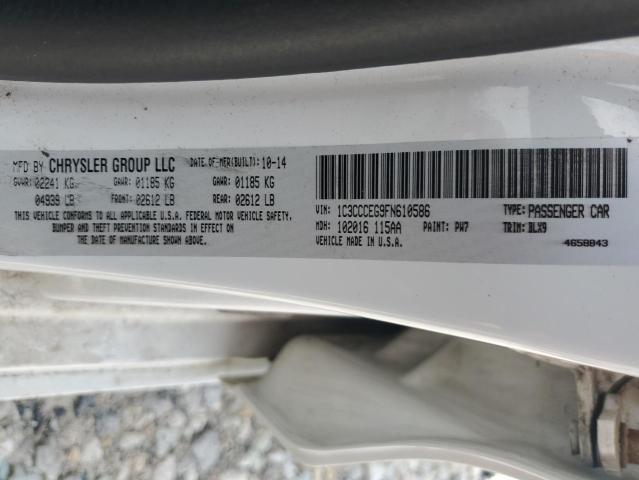 MFD BY CHRYSLER GROUP LLC DATE OF MFR(BUILT): 10-14
GVWR: 02241 KG GAWR: 01185 KG GAWR: 01185 KG
04939 LB FRONT: 02612 LB REAR: 02612 LB
THIS VEHICLE CONFORMS TO ALL APPLICABLE U.S.A. FEDERAL MOTOR VEHICLE SAFETY,
BUMPER AND THEFT PREVENTION STANDARDS IN EFFECT ON
THE DATE OF MANUFACTURE SHOWN ABOVE.
VIN: 1C3CCCEG9FN610586 TYPE: PASSENGER CAR
MDH: 102016 115AA PAINT: PW7 TRIM: DLX9
VEHICLE MADE IN U.S.A. 4658843